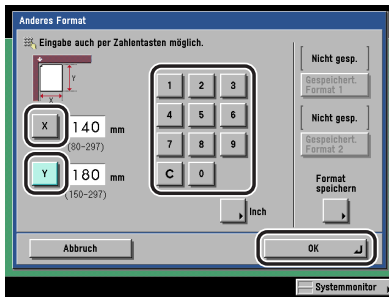 Anderes Format
Eingabe auch per Zahlentasten möglich.
Y
X
X 140 mm
(80-297)
Y 180 mm
(150-297)
1 2 3
4 5 6
7 8 9
C 0
Inch
Nicht gesp.
Gespeichert.
Format 1
Nicht gesp.
Gespeichert.
Format 2
Format
speichern
Abbruch
OK
Systemmonitor